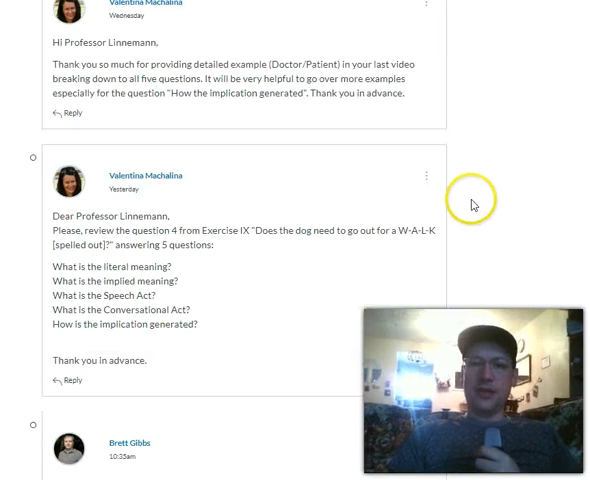 Valentina Machalina
Wednesday
Hi Professor Linnemann,
Thank you so much for providing detailed example (Doctor/Patient) in your last video
breaking down to all five questions. It will be very helpful to go over more examples
especially for the question "How the implication generated". Thank you in advance.
Reply
Valentina Machalina
Yesterday
Dear Professor Linnemann,
Please, review the question 4 from Exercise IX "Does the dog need to go out for a W-A-L-K
[spelled out]?" answering 5 questions:
What is the literal meaning?
What is the implied meaning?
What is the Speech Act?
What is the Conversational Act?
How is the implication generated?
Thank you in advance.
Reply
Brett Gibbs
10:35am